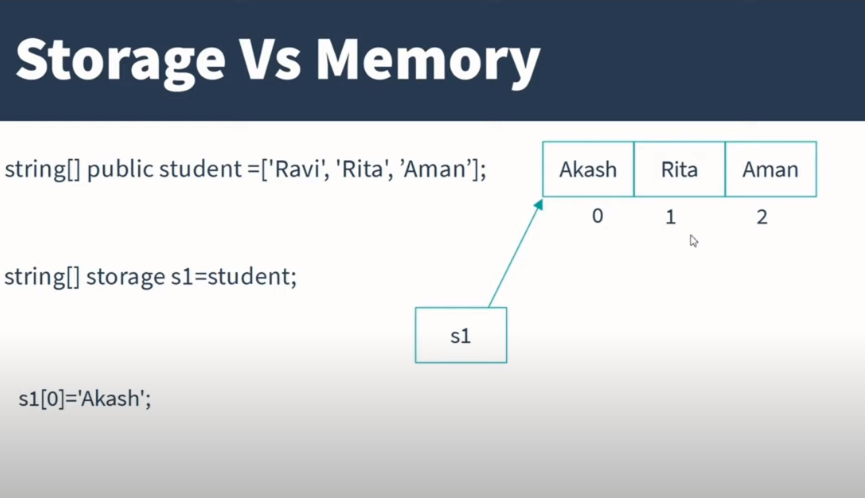 Storage Vs Memory
string[] public student =['Ravi', 'Rita', ’Aman’];
Akash Rita Aman
0 1 2
string[] storage s1=student;
s1
s1[0]='Akash';